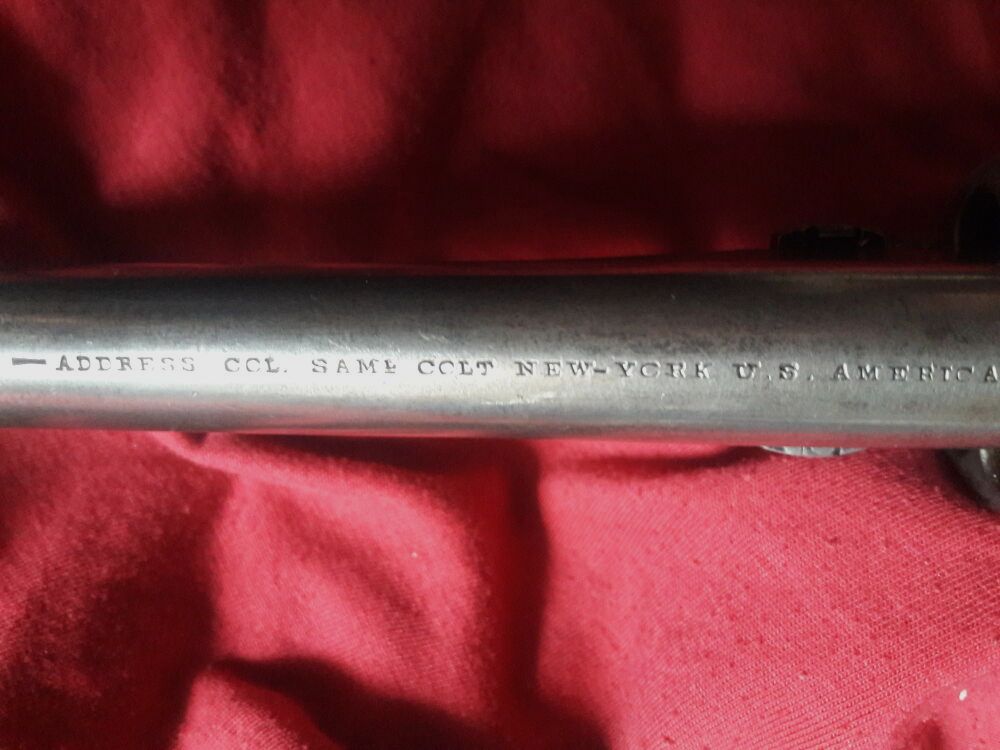 — ADDRESS COL. SAML COLT NEW-YORK U.S. AMERICA